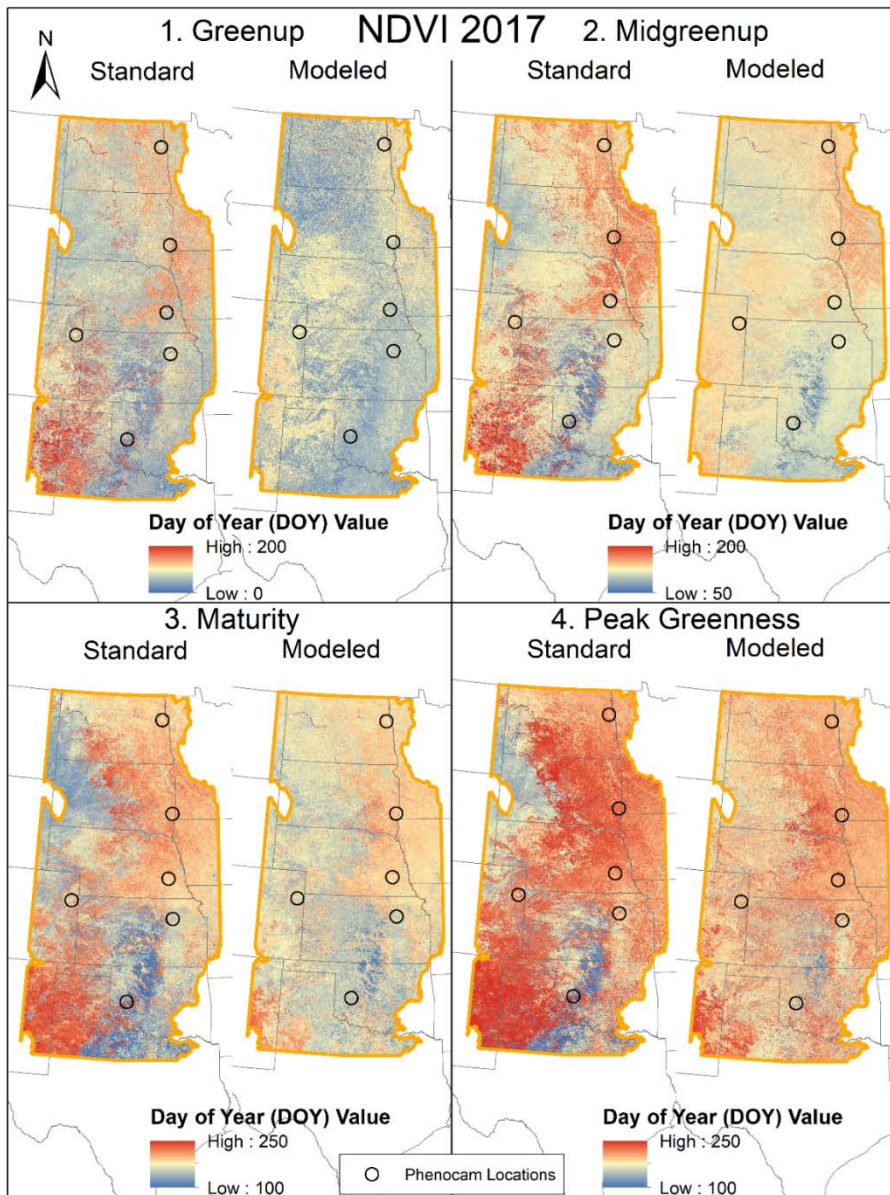 NDVI 2017
N
1. Greenup
Standard Modeled
Day of Year (DOY) Value
High : 200
Low : 0
2. Midgreenup
Standard Modeled
Day of Year (DOY) Value
High : 200
Low : 50
3. Maturity
Standard Modeled
Day of Year (DOY) Value
High : 250
Low : 100
4. Peak Greenness
Standard Modeled
Day of Year (DOY) Value
High : 250
Low : 100
Phenocam Locations